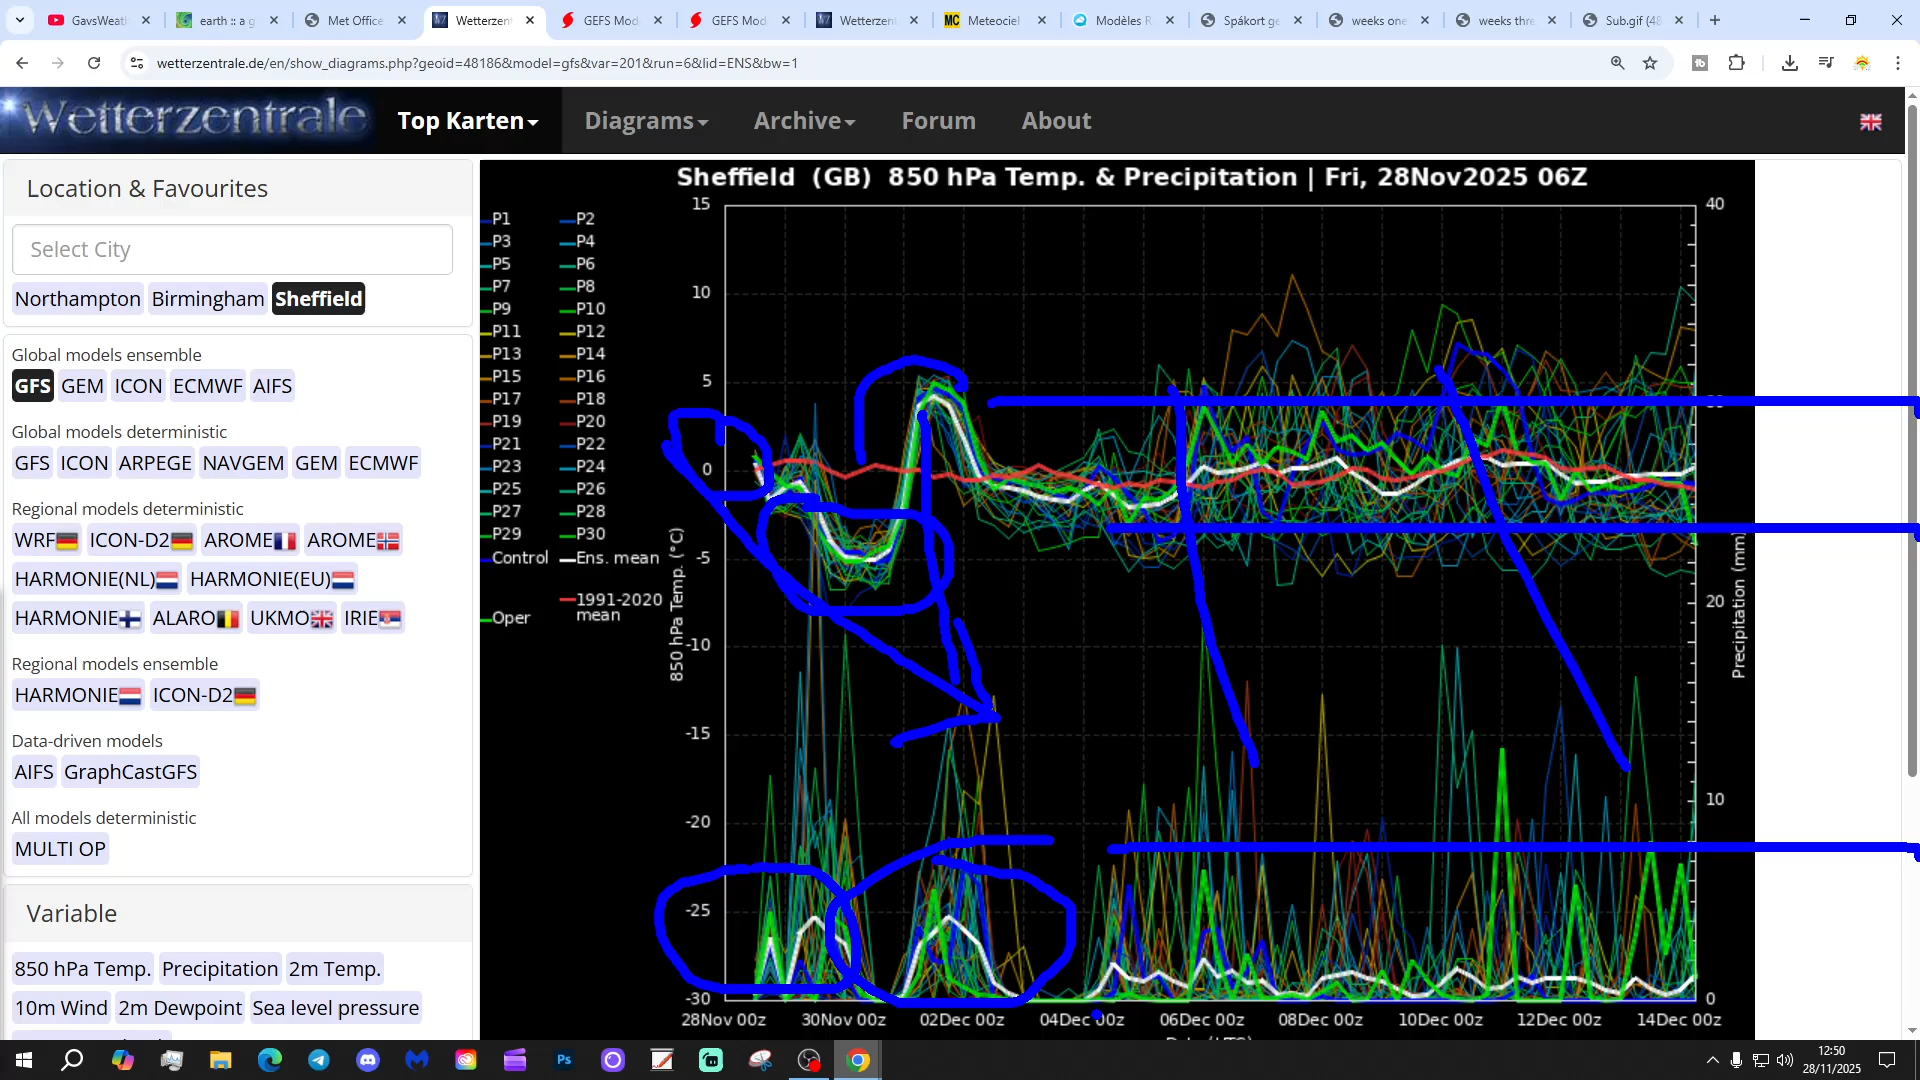 GavsWeat
earth :: a g
Met Office
Wetterzen
GEFS Mod
GEFS Mod
Wetterzen
MC
Meteociel
Modèles R
Spákort ge
weeks one
weeks thre
Sub.gif (48
wetterzentrale.de/en/show_diagrams.php?geoid=48186&model=gfs&var=201&run=6&lid=ENS&bw=1
Wetterzentrale
Top Karten
Diagrams
Archive
Forum
About
Location & Favourites
Select City
Northampton
Birmingham
Sheffield
Global models ensemble
GFS GEM ICON ECMWF AIFS
Global models deterministic
GFS ICON ARPEGE NAVGEM GEM ECMWF
Regional models deterministic
WRF ICON-D2 AROME AROME
HARMONIE(NL) HARMONIE(EU)
HARMONIE ALARO UKMO IRIE
Regional models ensemble
HARMONIE ICON-D2
Data-driven models
AIFS GraphCastGFS
All models deterministic
MULTI OP
Variable
850 hPa Temp. Precipitation 2m Temp.
10m Wind 2m Dewpoint Sea level pressure
Sheffield (GB) 850 hPa Temp. & Precipitation | Fri, 28Nov2025 06Z
P1 P2
P3 P4
P5 P6
P7 P8
P9 P10
P11 P12
P13 P14
P15 P16
P17 P18
P19 P20
P21 P22
P23 P24
P25 P26
P27 P28
P29 P30
Control Ens. mean
Oper 1991-2020
mean
15
10
5
0
-5
-10
-15
-20
-25
-30
850 hPa Temp. (°C)
40
20
10
0
Precipitation (mm)
28Nov 00z 30Nov 00z 02Dec 00z 04Dec 00z 06Dec 00z 08Dec 00z 10Dec 00z 12Dec 00z 14Dec 00z
Ps
12:50
28/11/2025